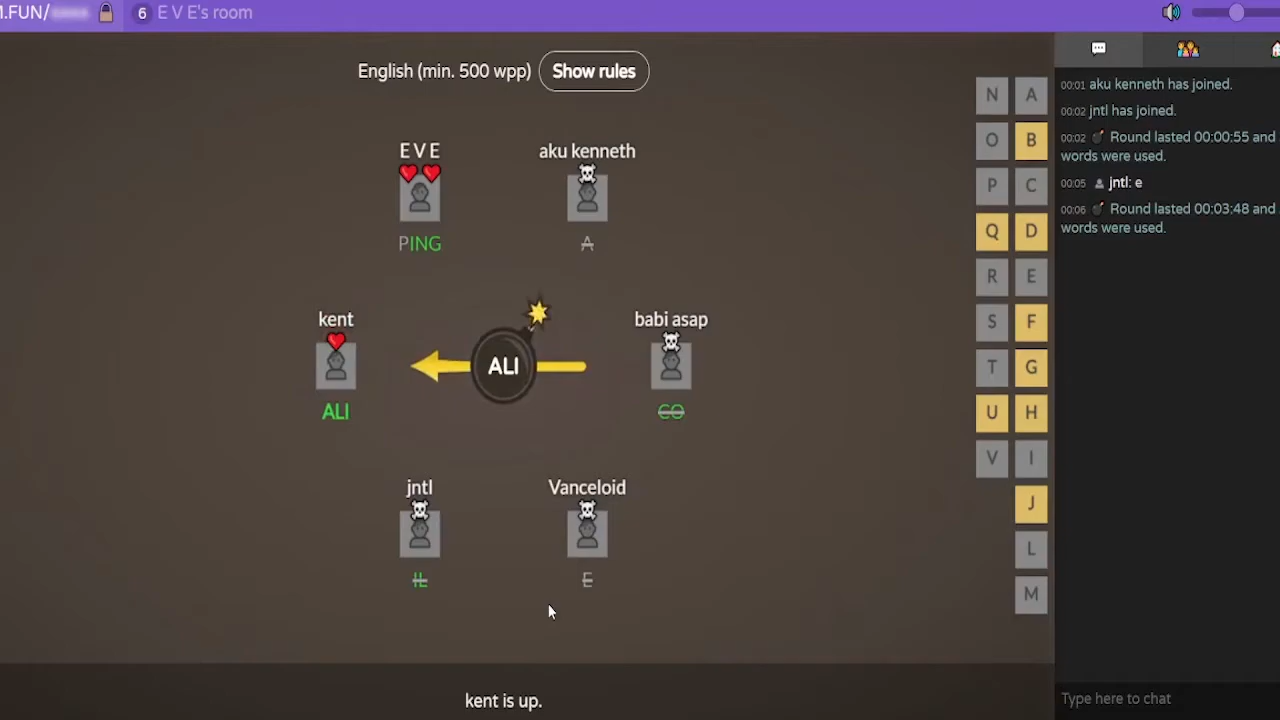 M.FUN/
6 E V E's room
English (min. 500 wpp) Show rules
E V E
PING
aku kenneth
A
kent
ALI
ALI
babi asap
CO
jntl
IL
Vanceloid
E
kent is up.
N A
O B
P C
Q D
R E
S F
T G
U H
V I
J
L
M
00:01 aku kenneth has joined.
00:02 jntl has joined.
00:02 Round lasted 00:00:55 and
words were used.
00:05 jntl: e
00:06 Round lasted 00:03:48 and
words were used.
Type here to chat